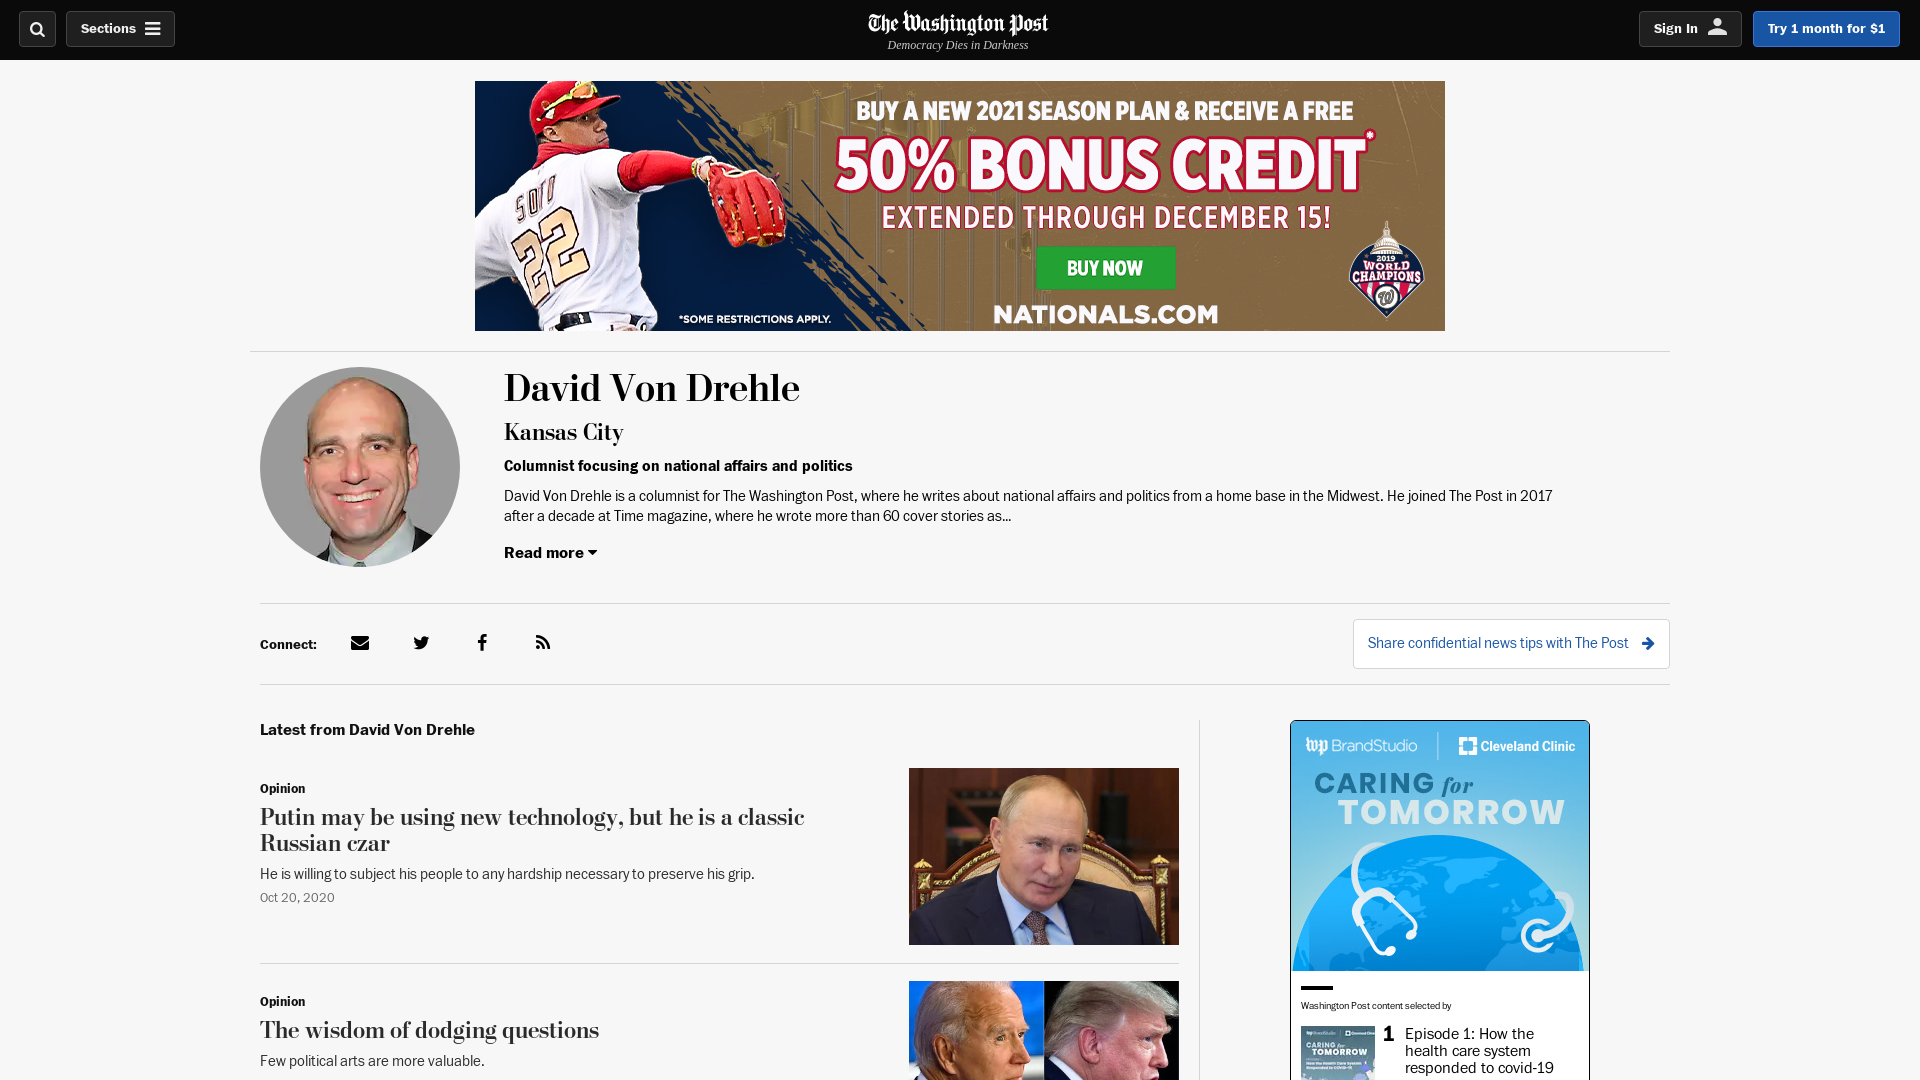 Sections
The Washington Post
Democracy Dies in Darkness
Sign In
Try 1 month for $1
BUY A NEW 2021 SEASON PLAN & RECEIVE A FREE
50% BONUS CREDIT*
EXTENDED THROUGH DECEMBER 15!
BUY NOW
NATIONALS.COM
*SOME RESTRICTIONS APPLY.
SOTO
22
2019
WORLD
CHAMPIONS
W
David Von Drehle
Kansas City
Columnist focusing on national affairs and politics
David Von Drehle is a columnist for The Washington Post, where he writes about national affairs and politics from a home base in the Midwest. He joined The Post in 2017
after a decade at Time magazine, where he wrote more than 60 cover stories as...
Read more
Connect:
Share confidential news tips with The Post
Latest from David Von Drehle
Opinion
Putin may be using new technology, but he is a classic
Russian czar
He is willing to subject his people to any hardship necessary to preserve his grip.
Oct 20, 2020
Opinion
The wisdom of dodging questions
Few political arts are more valuable.
wp BrandStudio
Cleveland Clinic
CARING for
TOMORROW
Washington Post content selected by
CARING for
TOMORROW
1
Episode 1: How the
health care system
responded to covid-19